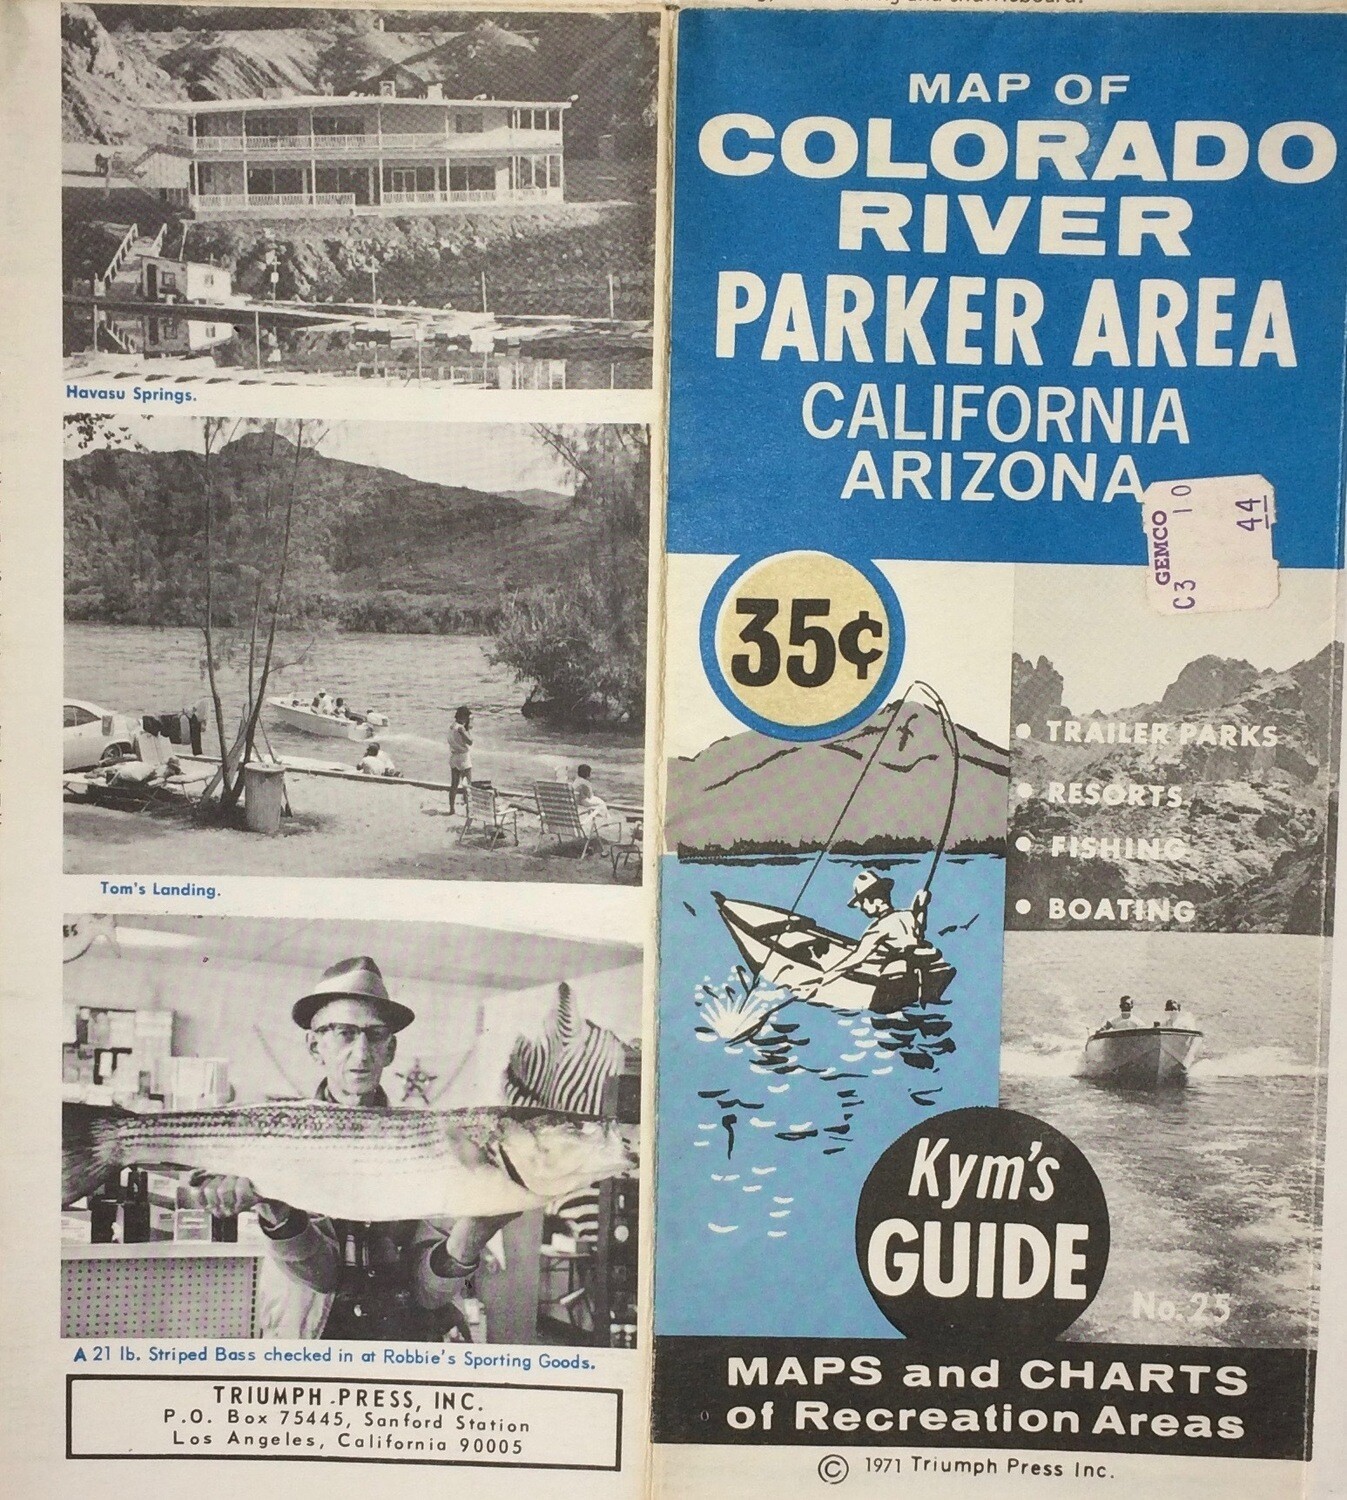 Havasu Springs.
Tom's Landing.
A 21 lb. Striped Bass checked in at Robbie's Sporting Goods.
TRIUMPH PRESS, INC.
P.O. Box 75445, Sanford Station
Los Angeles, California 90005
MAP OF
COLORADO
RIVER
PARKER AREA
CALIFORNIA
ARIZONA
GEMCO
C3 10
44
35¢
• TRAILER PARKS
• RESORTS
• FISHING
• BOATING
Kym's
GUIDE
No. 25
MAPS and CHARTS
of Recreation Areas
© 1971 Triumph Press Inc.